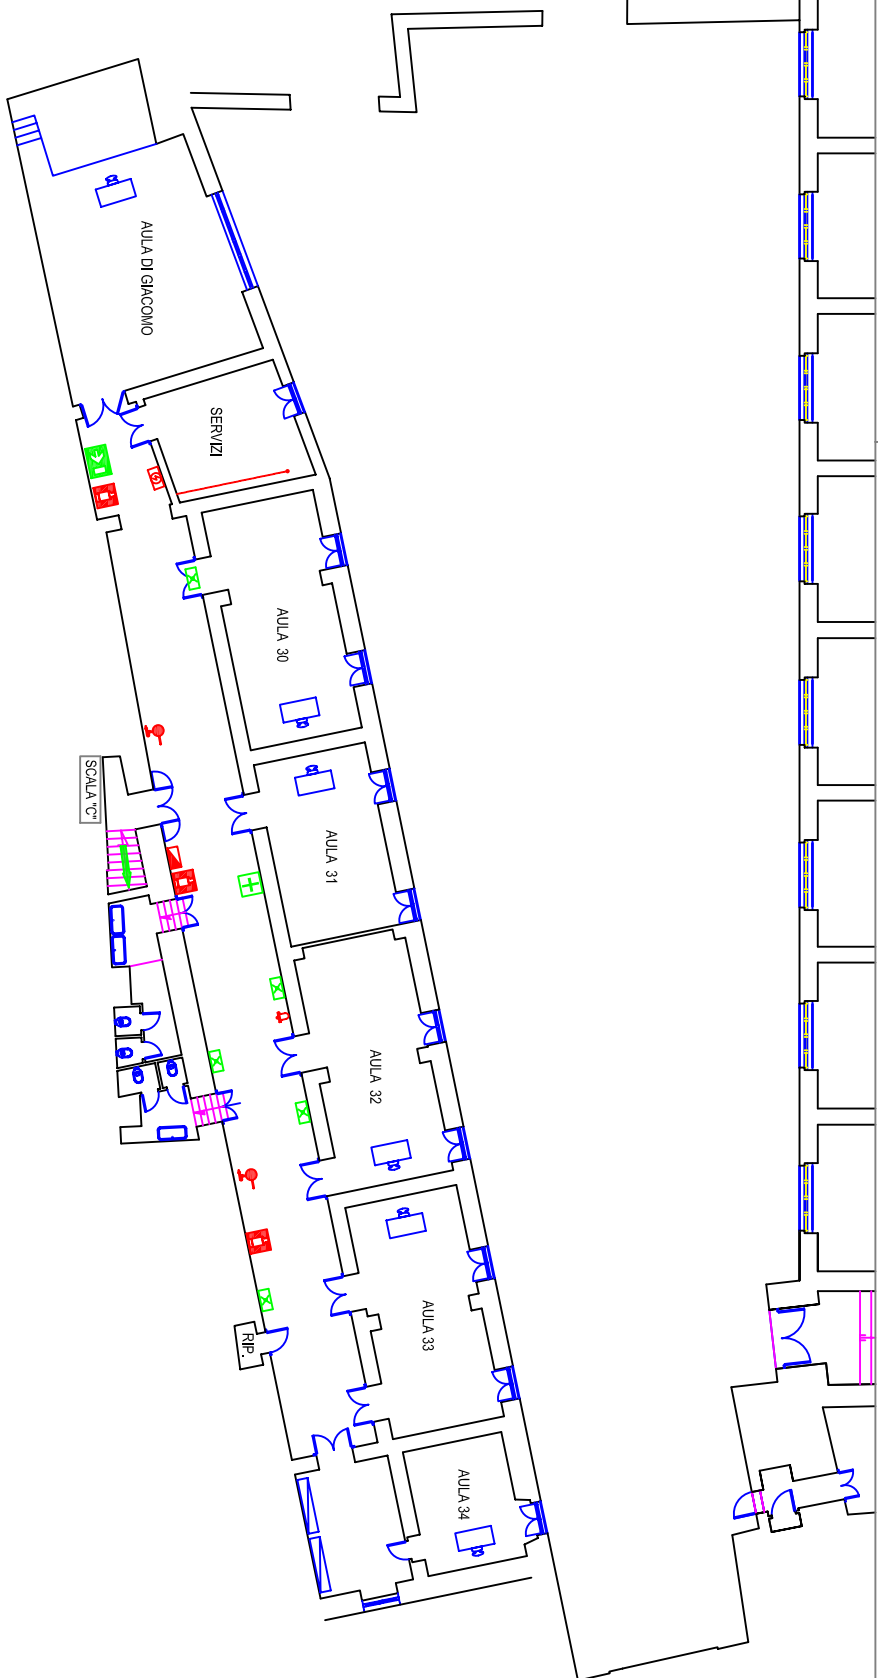 AULA DI GIACOMO
SERVIZI
AULA 30
SCALA "C"
AULA 31
AULA 32
AULA 33
RIP.
AULA 34